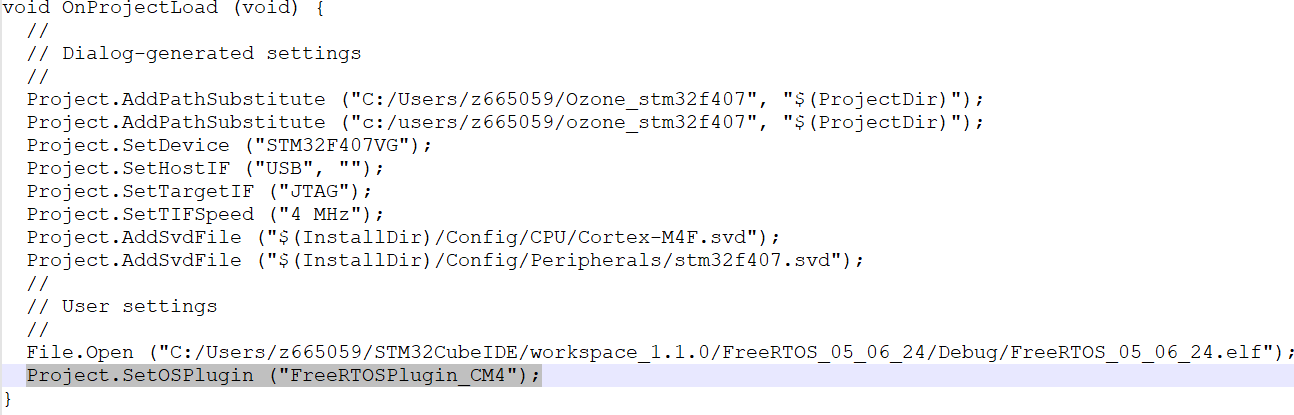 void OnProjectLoad (void) {
  //
  // Dialog-generated settings
  //
  Project.AddPathSubstitute ("C:/Users/z665059/Ozone_stm32f407", "$(ProjectDir)");
  Project.AddPathSubstitute ("c:/users/z665059/ozone_stm32f407", "$(ProjectDir)");
  Project.SetDevice ("STM32F407VG");
  Project.SetHostIF ("USB", "");
  Project.SetTargetIF ("JTAG");
  Project.SetTIFSpeed ("4 MHz");
  Project.AddSvdFile ("$(InstallDir)/Config/CPU/Cortex-M4F.svd");
  Project.AddSvdFile ("$(InstallDir)/Config/Peripherals/stm32f407.svd");
  //
  // User settings
  //
  File.Open ("C:/Users/z665059/STM32CubeIDE/workspace_1.1.0/FreeRTOS_05_06_24/Debug/FreeRTOS_05_06_24.elf");
  Project.SetOSPlugin ("FreeRTOSPlugin_CM4");
}